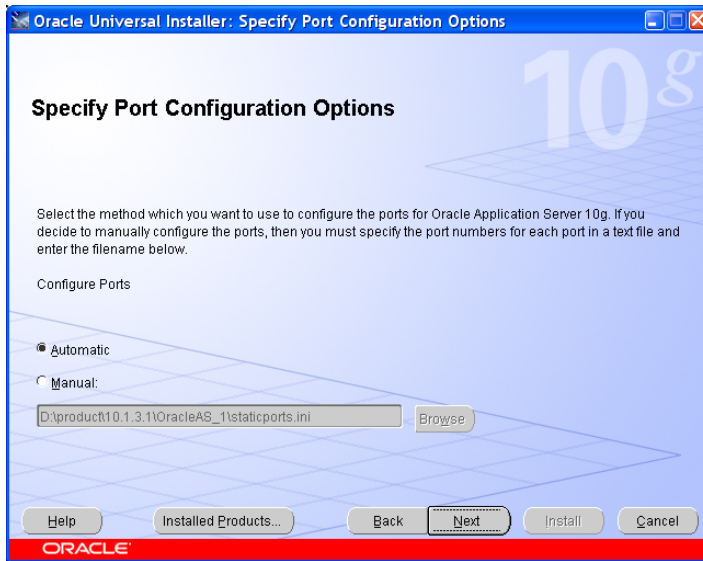 Oracle Universal Installer: Specify Port Configuration Options
10g
Specify Port Configuration Options
Select the method which you want to use to configure the ports for Oracle Application Server 10g. If you
decide to manually configure the ports, then you must specify the port numbers for each port in a text file and
enter the filename below.
Configure Ports
Automatic
Manual:
D:\product\10.1.3.1\OracleAS_1\staticports.ini
Browse
Help
Installed Products...
Back
Next
Install
Cancel
ORACLE